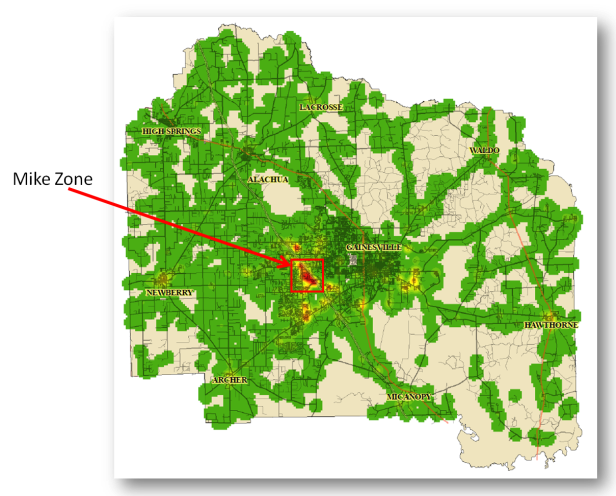 LACROSSE
HIGH SPRINGS
WALDO
Mike Zone
ALACHUA
GAINESVILLE
NEWBERRY
HAWTHORNE
ARCHER
MICANOPY